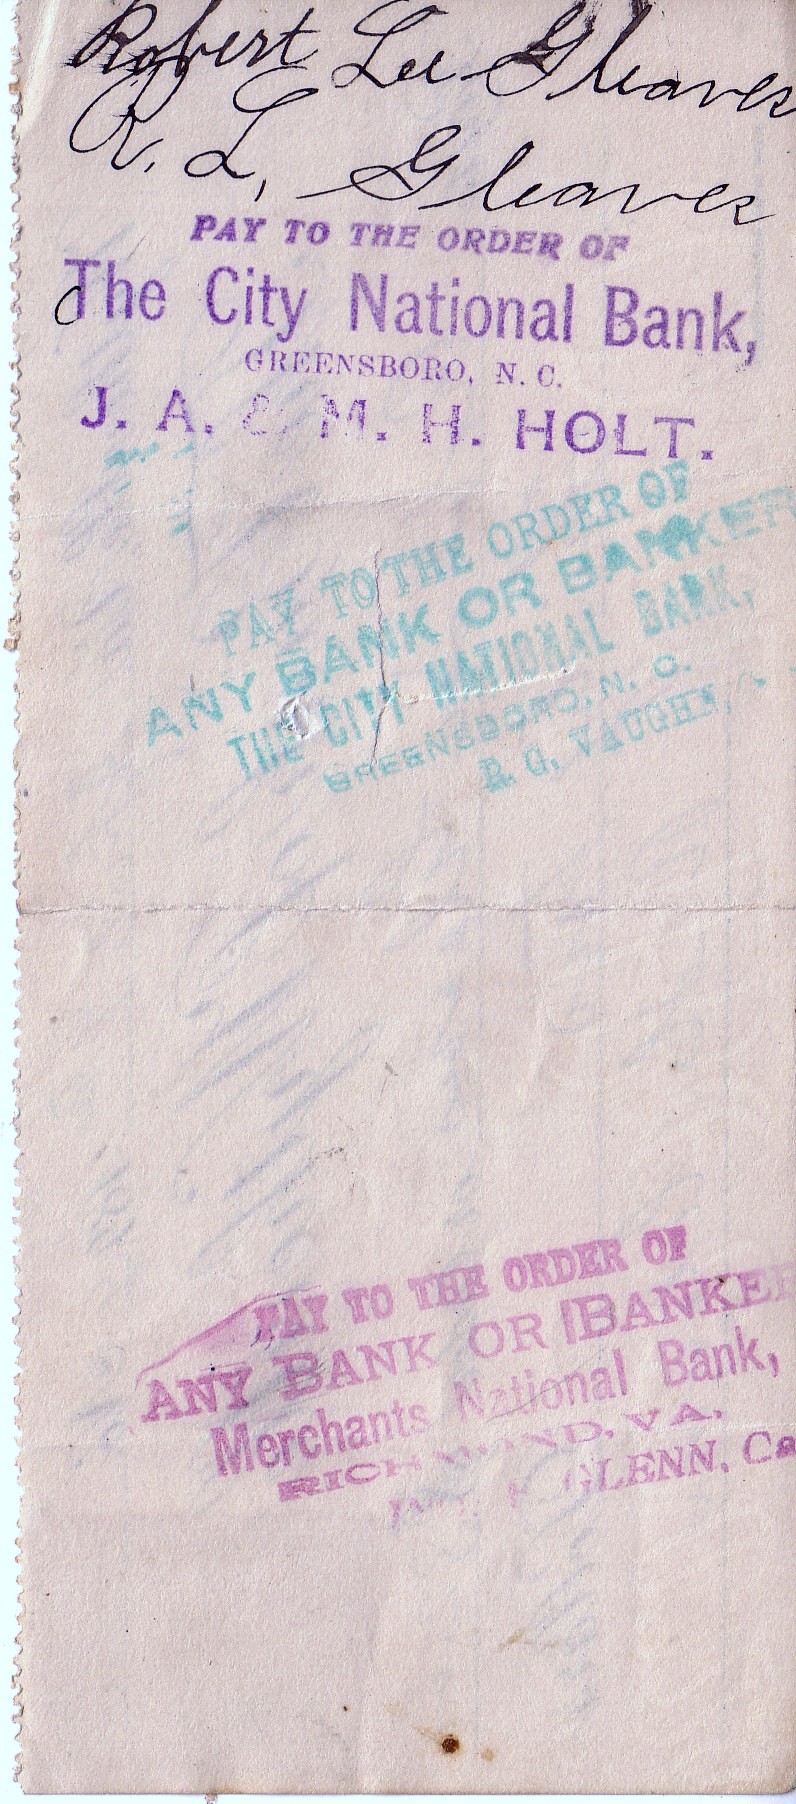 Robert Lee Gleaves
R. L, Gleaves
PAY TO THE ORDER OF
The City National Bank,
GREENSBORO, N. C.
J. A. & M. H. HOLT.
PAY TO THE ORDER OF
ANY BANK OR BANKER
THE CITY NATIONAL BANK,
GREENSBORO, N. C.
VAUGHN
PAY TO THE ORDER OF
ANY BANK OR BANKER
Merchants National Bank,
RICHMOND, VA.
GLENN, Ca